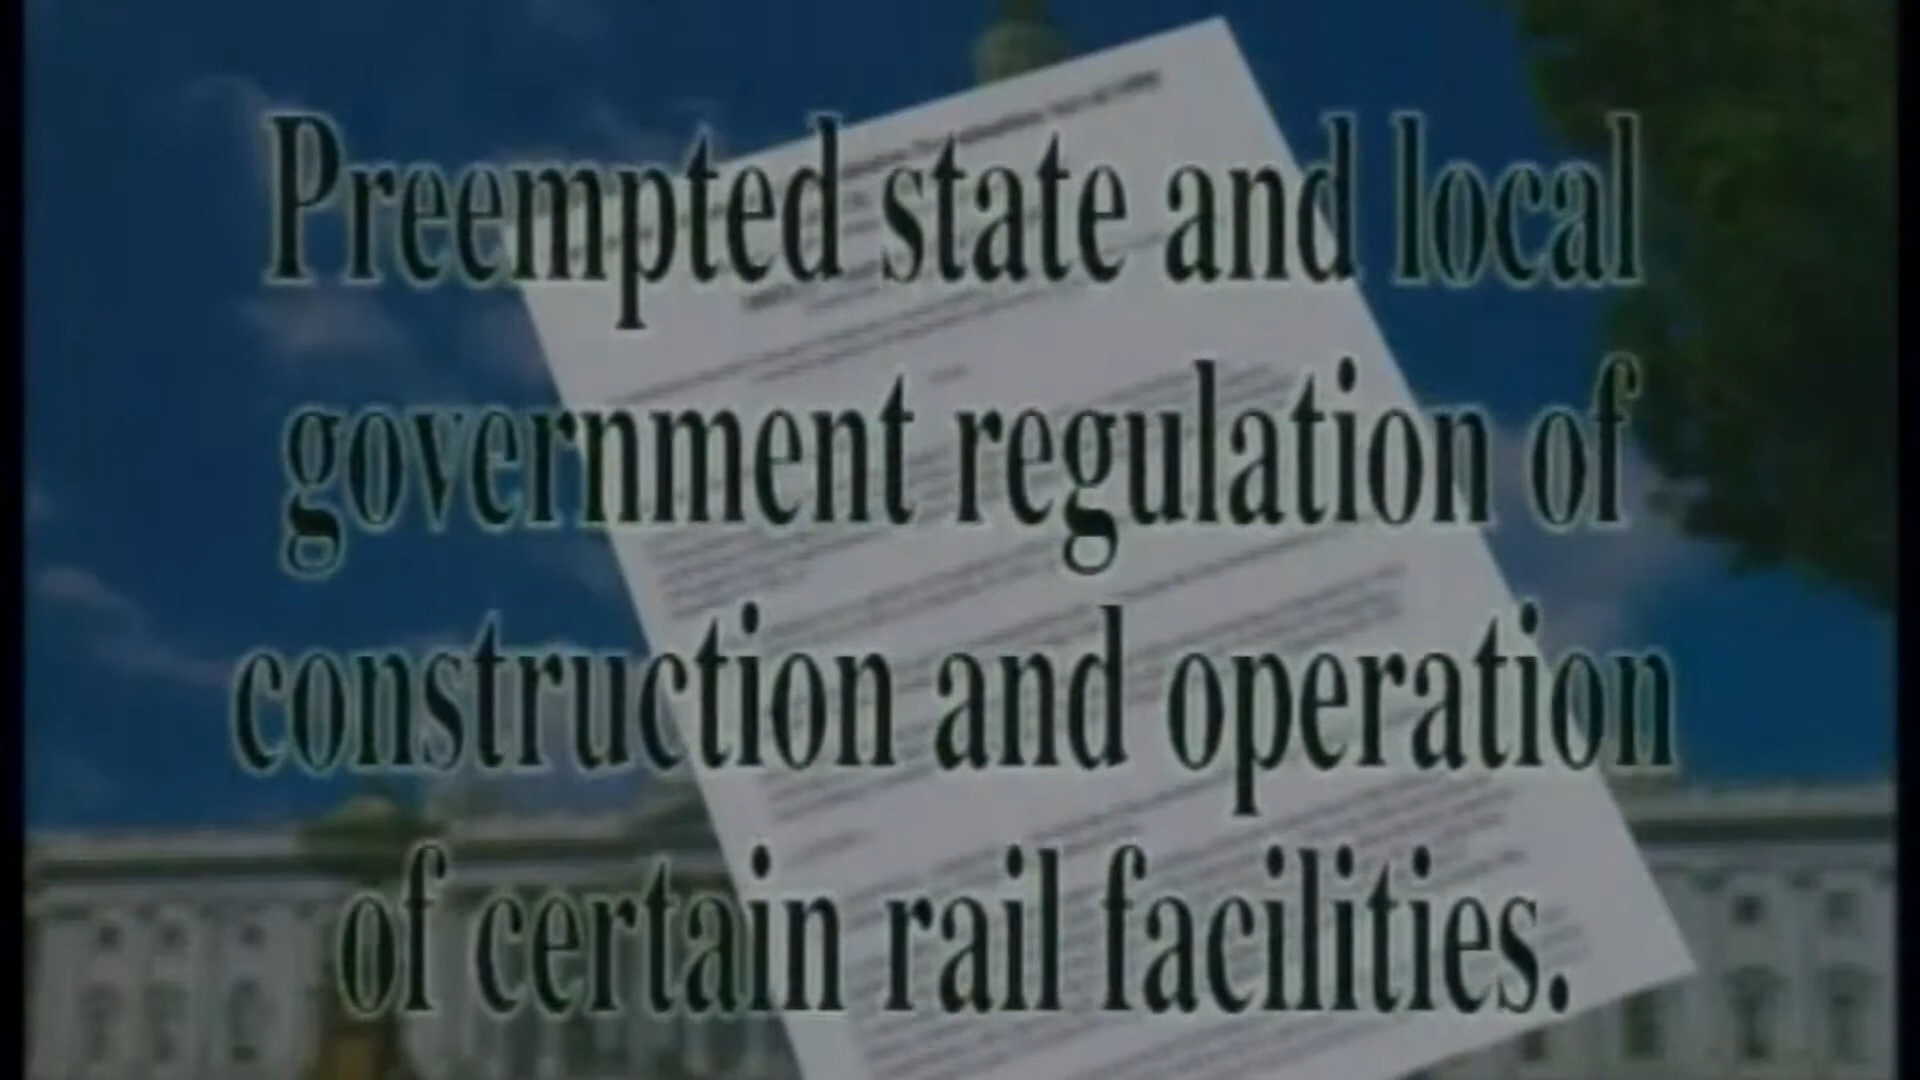 Preempted state and local
government regulation of
construction and operation
of certain rail facilities.